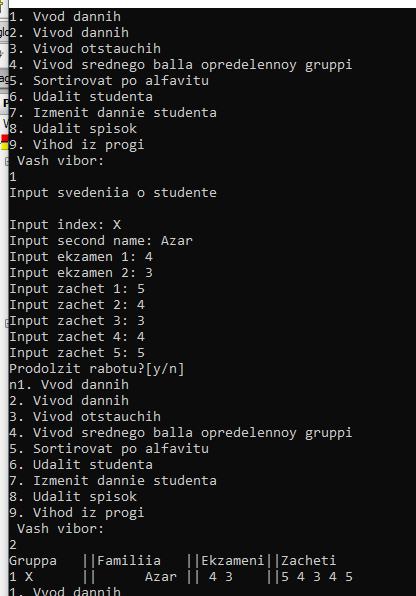 1. Vvod dannih
2. Vivod dannih
3. Vivod otstauchih
4. Vivod srednego balla opredelennoy gruppi
5. Sortirovat po alfavitu
6. Udalit studenta
7. Izmenit dannie studenta
8. Udalit spisok
9. Vihod iz progi
Vash vibor:
1
Input svedeniia o studente
Input index: X
Input second name: Azar
Input ekzamen 1: 4
Input ekzamen 2: 3
Input zachet 1: 5
Input zachet 2: 4
Input zachet 3: 3
Input zachet 4: 4
Input zachet 5: 5
Prodolzit rabotu?[y/n]
n1. Vvod dannih
2. Vivod dannih
3. Vivod otstauchih
4. Vivod srednego balla opredelennoy gruppi
5. Sortirovat po alfavitu
6. Udalit studenta
7. Izmenit dannie studenta
8. Udalit spisok
9. Vihod iz progi
Vash vibor:
2
Gruppa ||Familiia ||Ekzameni||Zacheti
1 X || Azar || 4 3 ||5 4 3 4 5
1. Vvod dannih